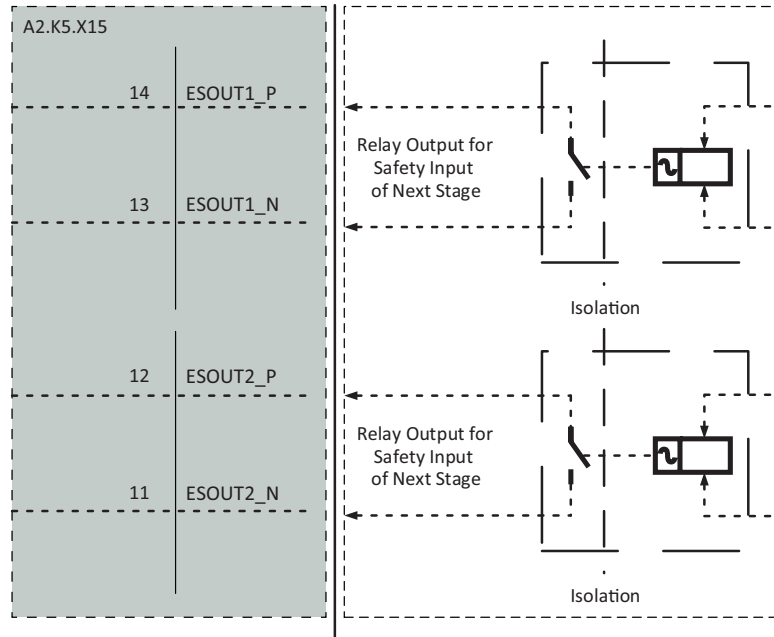 A2.K5.X15
14 ESOUT1_P
13 ESOUT1_N
Relay Output for
Safety Input
of Next Stage
Isolation
12 ESOUT2_P
11 ESOUT2_N
Relay Output for
Safety Input
of Next Stage
Isolation